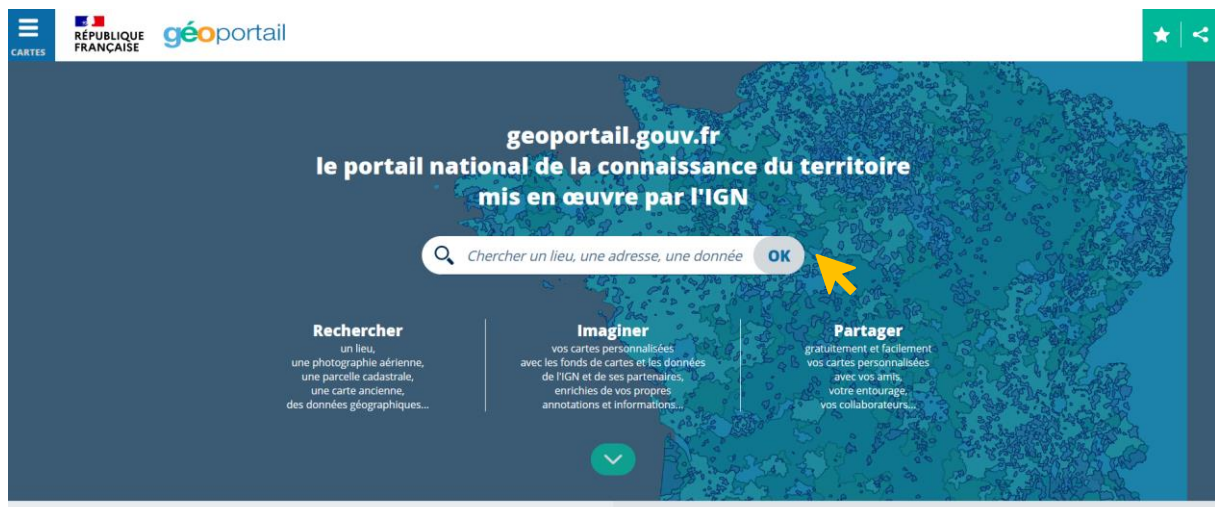 CARTES
RÉPUBLIQUE
FRANÇAISE
géoportail
geoportail.gouv.fr
le portail national de la connaissance du territoire
mis en œuvre par l'IGN
Chercher un lieu, une adresse, une donnée
OK
Rechercher
un lieu,
une photographie aérienne,
une parcelle cadastrale,
une carte ancienne,
des données géographiques...
Imaginer
vos cartes personnalisées
avec les fonds de cartes et les données
de l'IGN et de ses partenaires,
enrichies de vos propres
annotations et informations...
Partager
gratuitement et facilement
vos cartes personnalisées
avec vos amis,
votre entourage,
vos collaborateurs...